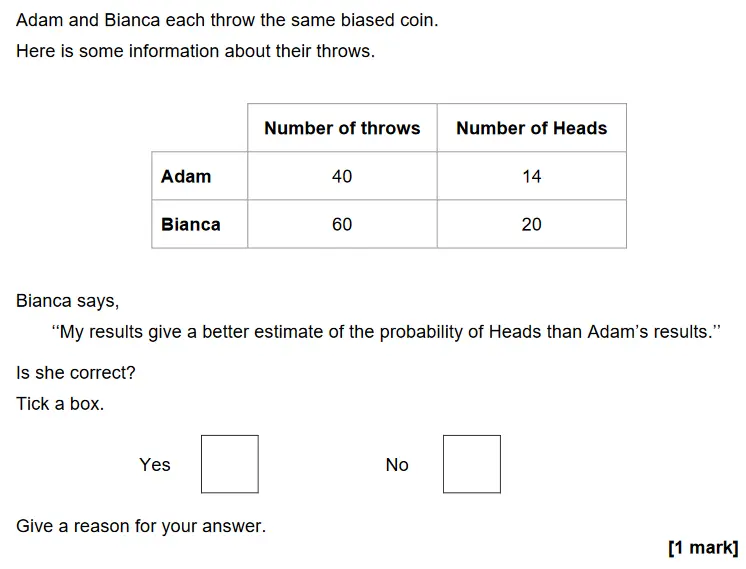 Adam and Bianca each throw the same biased coin.
Here is some information about their throws.
Number of throws Number of Heads
Adam 40 14
Bianca 60 20
Bianca says,
‘‘My results give a better estimate of the probability of Heads than Adam’s results.’’
Is she correct?
Tick a box.
Yes No
Give a reason for your answer.
[1 mark]